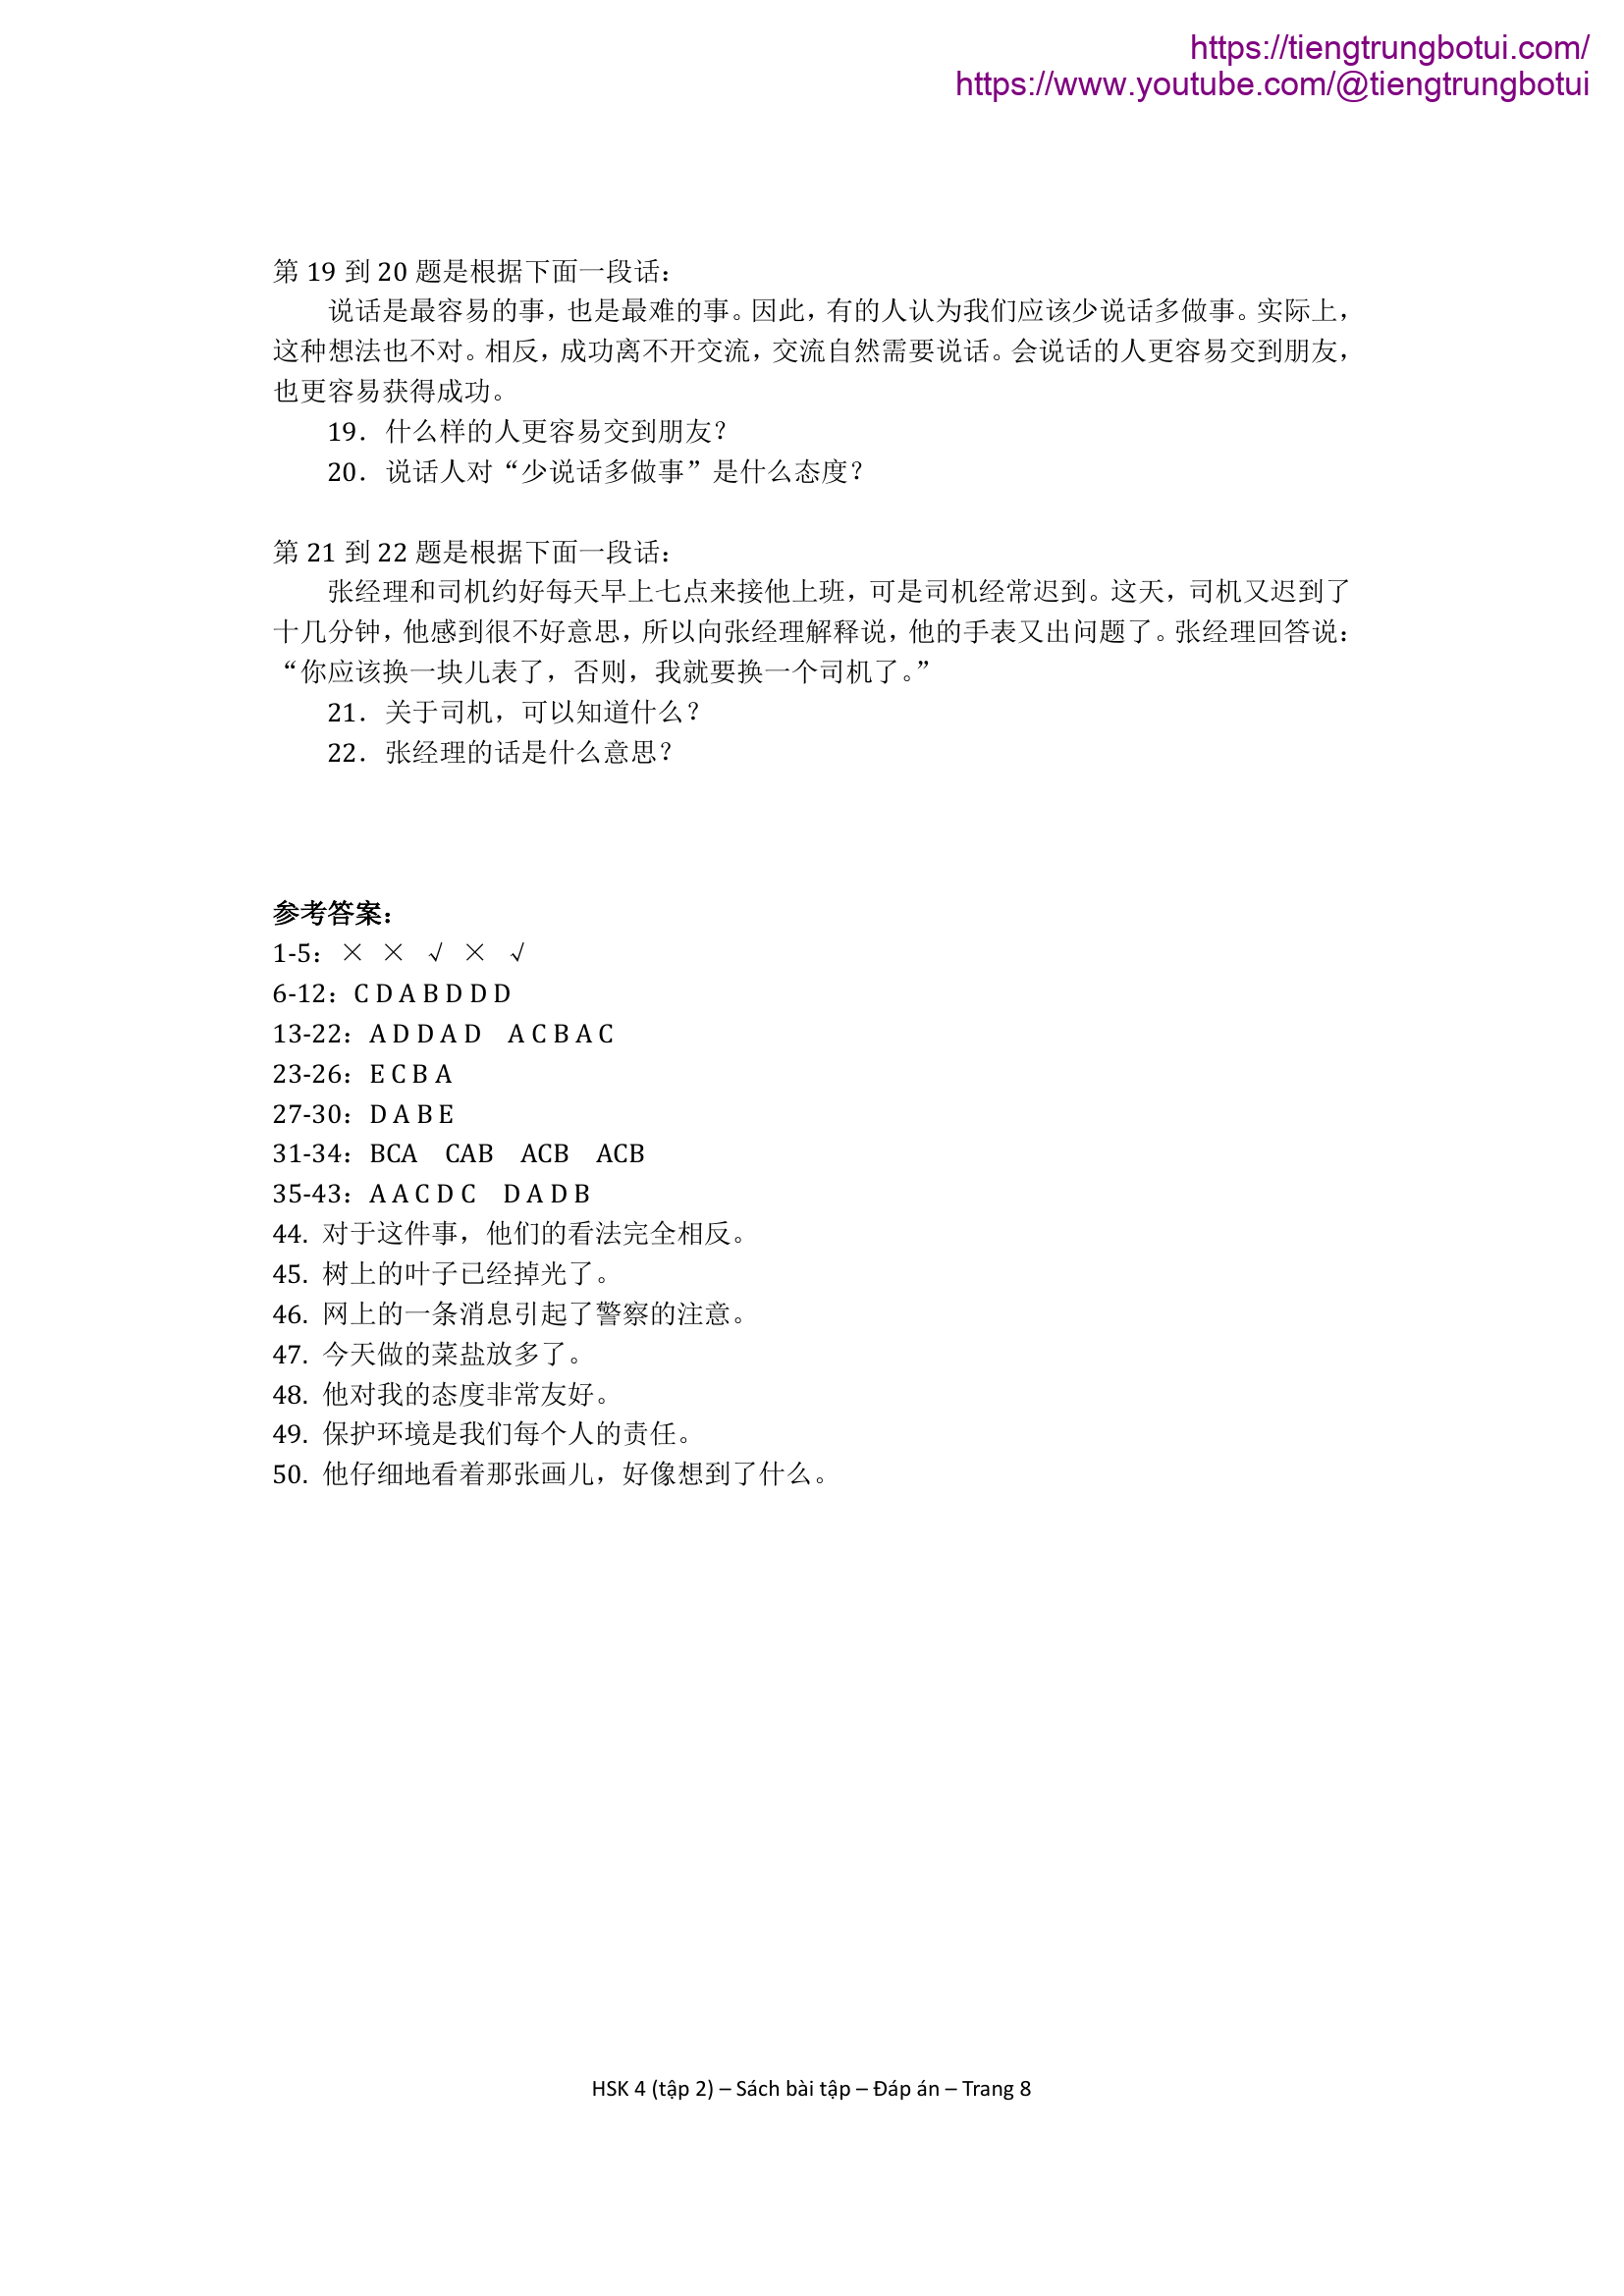 https://tiengtrungbotui.com/
https://www.youtube.com/@tiengtrungbotui
第 19 到 20 题是根据下面一段话：
说话是最容易的事，也是最难的事。因此，有的人认为我们应该少说话多做事。实际上，
这种想法也不对。相反，成功离不开交流，交流自然需要说话。会说话的人更容易交到朋友，
也更容易获得成功。
19．什么样的人更容易交到朋友？
20．说话人对“少说话多做事”是什么态度？
第 21 到 22 题是根据下面一段话：
张经理和司机约好每天早上七点来接他上班，可是司机经常迟到。这天，司机又迟到了
十几分钟，他感到很不好意思，所以向张经理解释说，他的手表又出问题了。张经理回答说：
“你应该换一块儿表了，否则，我就要换一个司机了。”
21．关于司机，可以知道什么？
22．张经理的话是什么意思？
参考答案：
1-5：× × √ × √
6-12：C D A B D D D
13-22：A D D A D A C B A C
23-26：E C B A
27-30：D A B E
31-34：BCA CAB ACB ACB
35-43：A A C D C D A D B
44. 对于这件事，他们的看法完全相反。
45. 树上的叶子已经掉光了。
46. 网上的一条消息引起了警察的注意。
47. 今天做的菜盐放多了。
48. 他对我的态度非常友好。
49. 保护环境是我们每个人的责任。
50. 他仔细地看着那张画儿，好像想到了什么。
HSK 4 (tập 2) – Sách bài tập – Đáp án – Trang 8